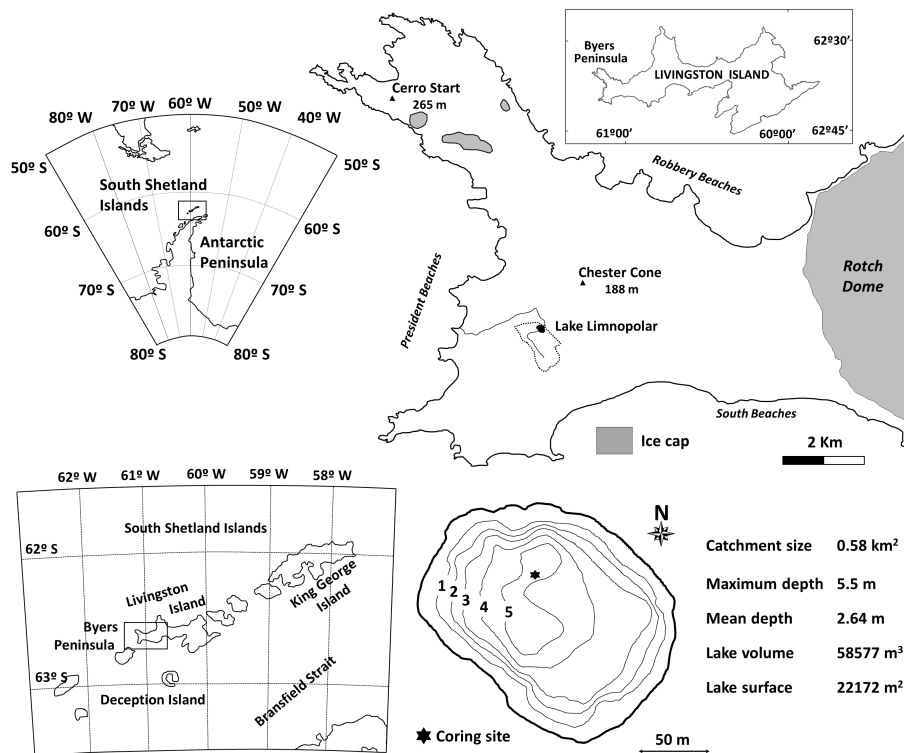 80º W
70º W
60º W
50º W
40º W
50º S
50º S
South Shetland
Islands
60º S
60º S
Antarctic
Peninsula
70º S
70º S
80º S
80º S
Cerro Start
265 m
Byers
Peninsula
LIVINGSTON ISLAND
62º30’
61º00’
60º00’
62º45’
Robbery Beaches
President Beaches
Chester Cone
188 m
Lake Limnopolar
Rotch
Dome
South Beaches
Ice cap
2 Km
62º W
61º W
60º W
59º W
58º W
South Shetland Islands
62º S
Livingston
Island
King George
Island
Byers
Peninsula
63º S
Deception Island
Bransfield Strait
N
1
2
3
4
5
Coring site
50 m
Catchment size 0.58 km²
Maximum depth 5.5 m
Mean depth 2.64 m
Lake volume 58577 m³
Lake surface 22172 m²